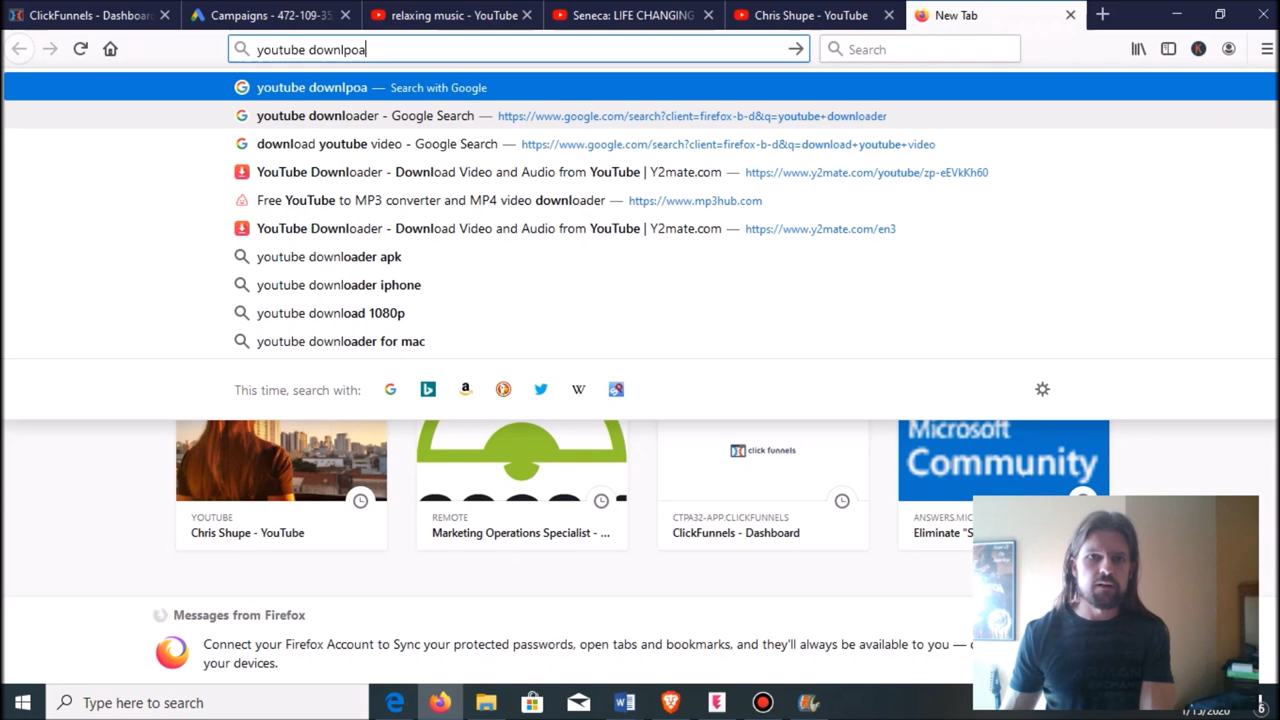 ClickFunnels - Dashboar
Campaigns - 472-109-35
relaxing music - YouTube
Seneca: LIFE CHANGING
Chris Shupe - YouTube
New Tab
youtube downlpoa
Search
youtube downlpoa — Search with Google
youtube downloader - Google Search — https://www.google.com/search?client=firefox-b-d&q=youtube+downloader
download youtube video - Google Search — https://www.google.com/search?client=firefox-b-d&q=download+youtube+video
YouTube Downloader - Download Video and Audio from YouTube | Y2mate.com — https://www.y2mate.com/youtube/zp-eEVkKh60
Free YouTube to MP3 converter and MP4 video downloader — https://www.mp3hub.com
YouTube Downloader - Download Video and Audio from YouTube | Y2mate.com — https://www.y2mate.com/en3
youtube downloader apk
youtube downloader iphone
youtube download 1080p
youtube downloader for mac
This time, search with:
click funnels
Microsoft
Community
YOUTUBE
Chris Shupe - YouTube
REMOTE
Marketing Operations Specialist - ...
CTPA32-APP.CLICKFUNNELS
ClickFunnels - Dashboard
ANSWERS.MIC
Eliminate "S
Messages from Firefox
Connect your Firefox Account to Sync your protected passwords, open tabs and bookmarks, and they'll always be available to you —
your devices.
Type here to search